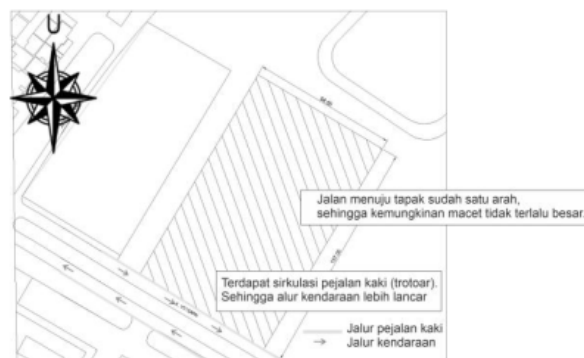 U
Jalan menuju tapak sudah satu arah,
sehingga kemungkinan macet tidak terlalu besar.
Terdapat sirkulasi pejalan kaki (trotoar).
Sehingga alur kendaraan lebih lancar
Jalur pejalan kaki
Jalur kendaraan